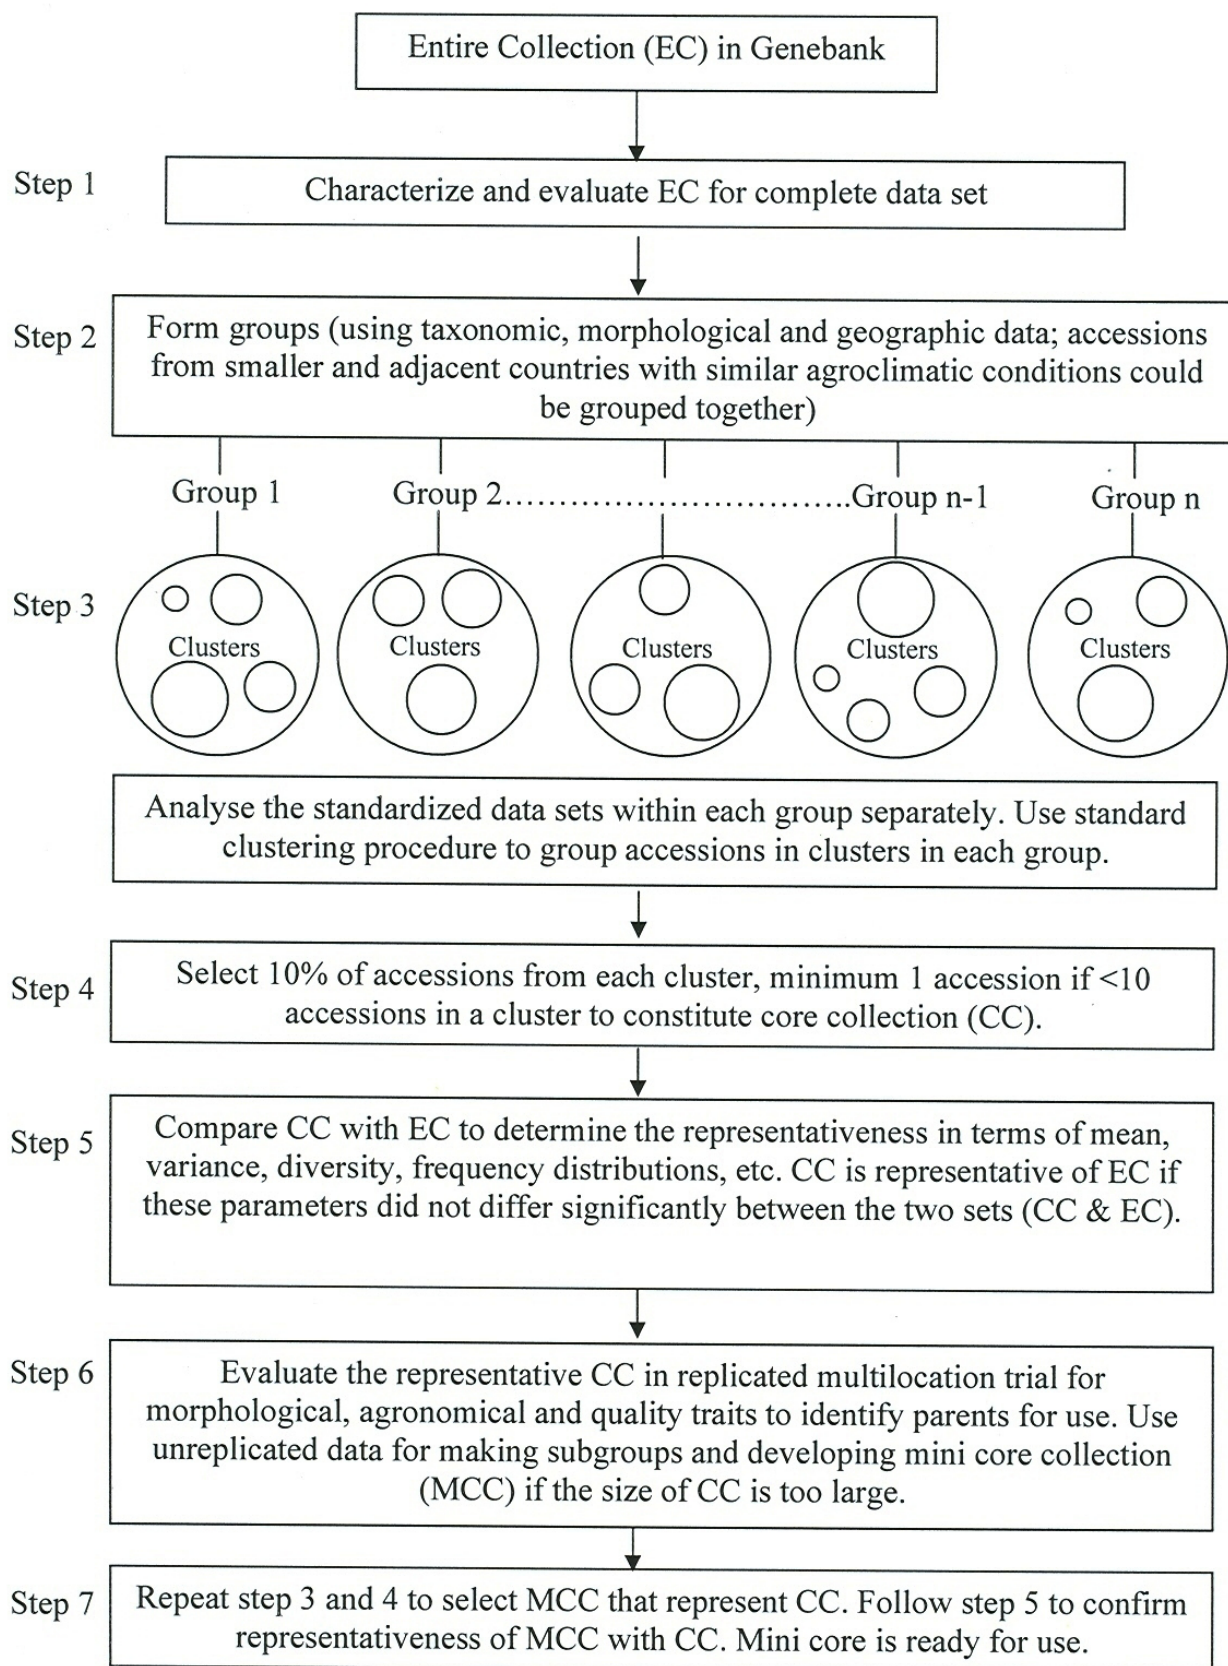 Entire Collection (EC) in Genebank
Step 1
Characterize and evaluate EC for complete data set
Step 2
Form groups (using taxonomic, morphological and geographic data; accessions
from smaller and adjacent countries with similar agroclimatic conditions could
be grouped together)
Group 1
Group 2……………………………..Group n-1
Group n
Step 3
Clusters
Clusters
Clusters
Clusters
Clusters
Analyse the standardized data sets within each group separately. Use standard
clustering procedure to group accessions in clusters in each group.
Step 4
Select 10% of accessions from each cluster, minimum 1 accession if <10
accessions in a cluster to constitute core collection (CC).
Step 5
Compare CC with EC to determine the representativeness in terms of mean,
variance, diversity, frequency distributions, etc. CC is representative of EC if
these parameters did not differ significantly between the two sets (CC & EC).
Step 6
Evaluate the representative CC in replicated multilocation trial for
morphological, agronomical and quality traits to identify parents for use. Use
unreplicated data for making subgroups and developing mini core collection
(MCC) if the size of CC is too large.
Step 7
Repeat step 3 and 4 to select MCC that represent CC. Follow step 5 to confirm
representativeness of MCC with CC. Mini core is ready for use.